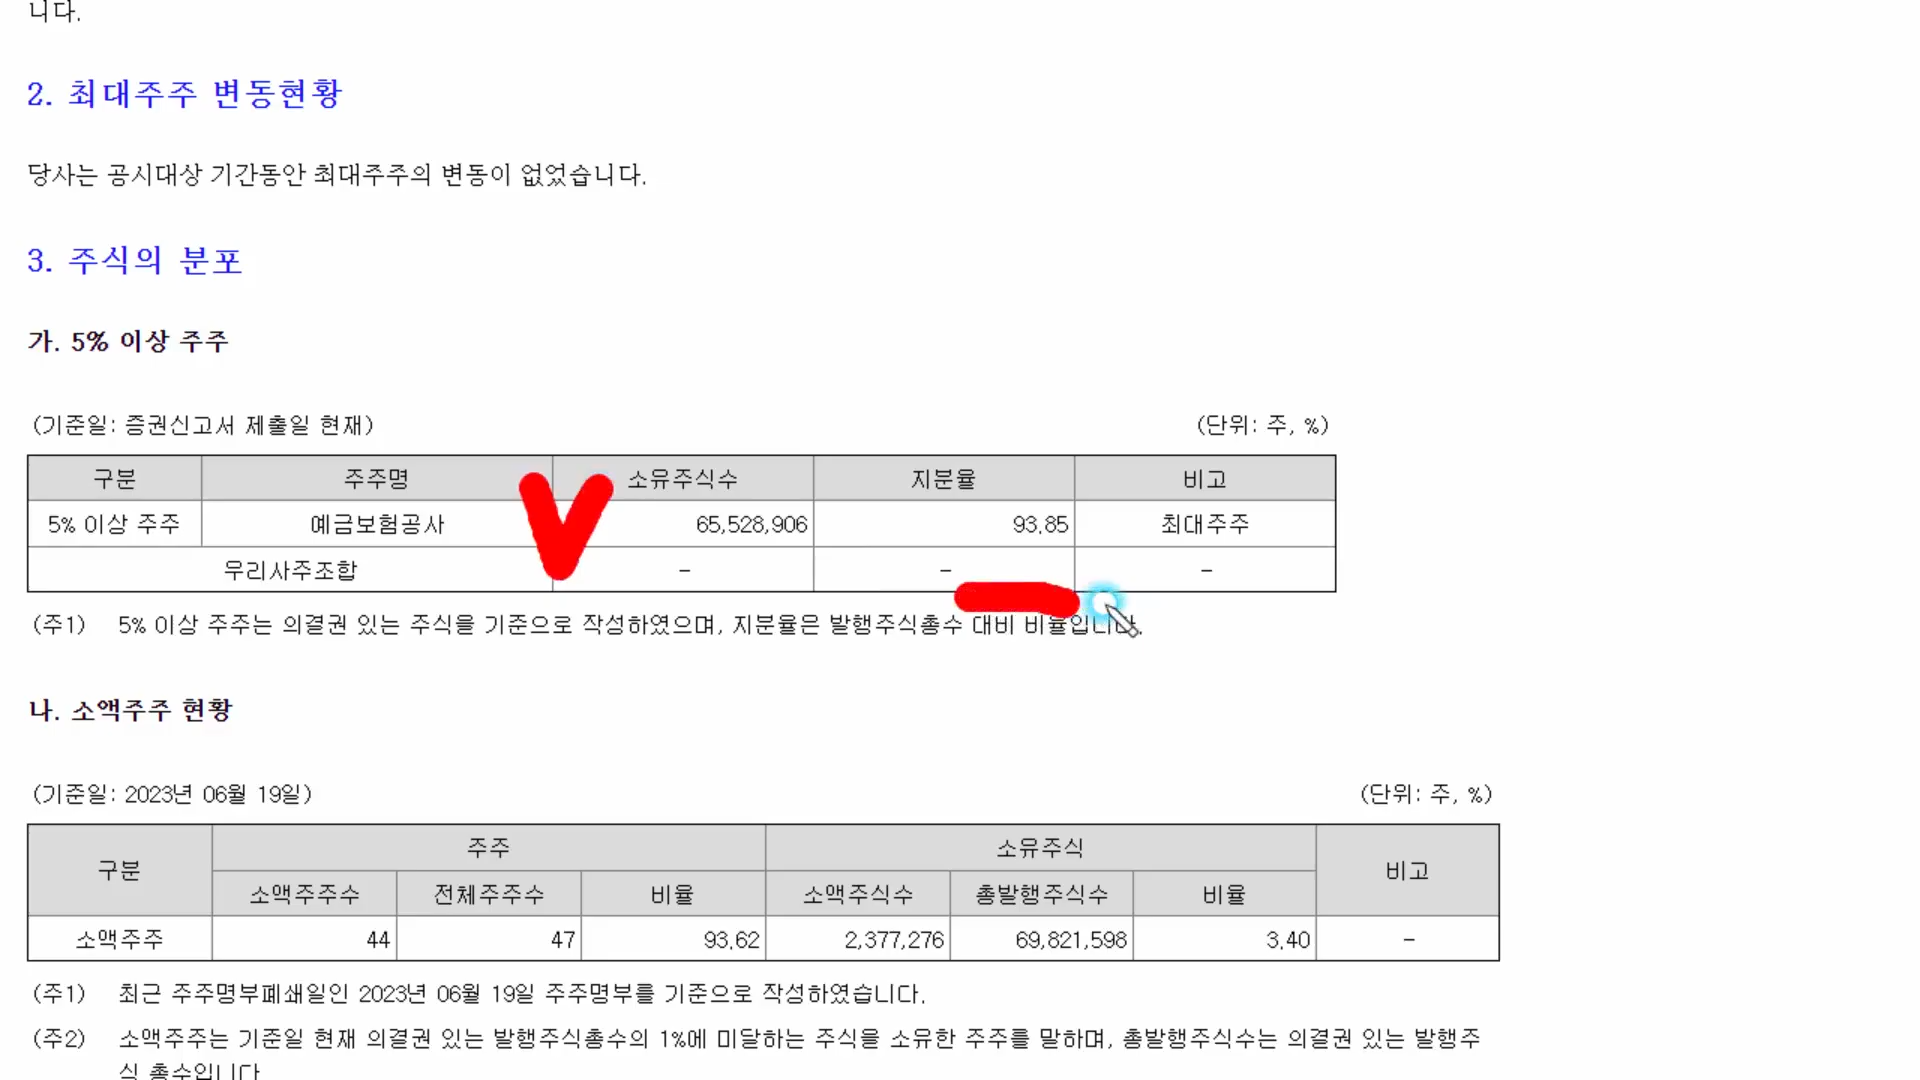 니다.
2. 최대주주 변동현황
당사는 공시대상 기간동안 최대주주의 변동이 없었습니다.
3. 주식의 분포
가. 5% 이상 주주
(기준일: 증권신고서 제출일 현재) (단위: 주, %)
구분 주주명 소유주식수 지분율 비고
5% 이상 주주 예금보험공사 65,528,906 93.85 최대주주
우리사주조합 - - -
(주1) 5% 이상 주주는 의결권 있는 주식을 기준으로 작성하였으며, 지분율은 발행주식총수 대비 비율입니다.
나. 소액주주 현황
(기준일: 2023년 06월 19일) (단위: 주, %)
구분 주주 소유주식 비고
소액주주수 전체주주수 비율 소액주식수 총발행주식수 비율
소액주주 44 47 93.62 2,377,276 69,821,598 3.40 -
(주1) 최근 주주명부폐쇄일인 2023년 06월 19일 주주명부를 기준으로 작성하였습니다.
(주2) 소액주주는 기준일 현재 의결권 있는 발행주식총수의 1%에 미달하는 주식을 소유한 주주를 말하며, 총발행주식수는 의결권 있는 발행주
식 총수입니다